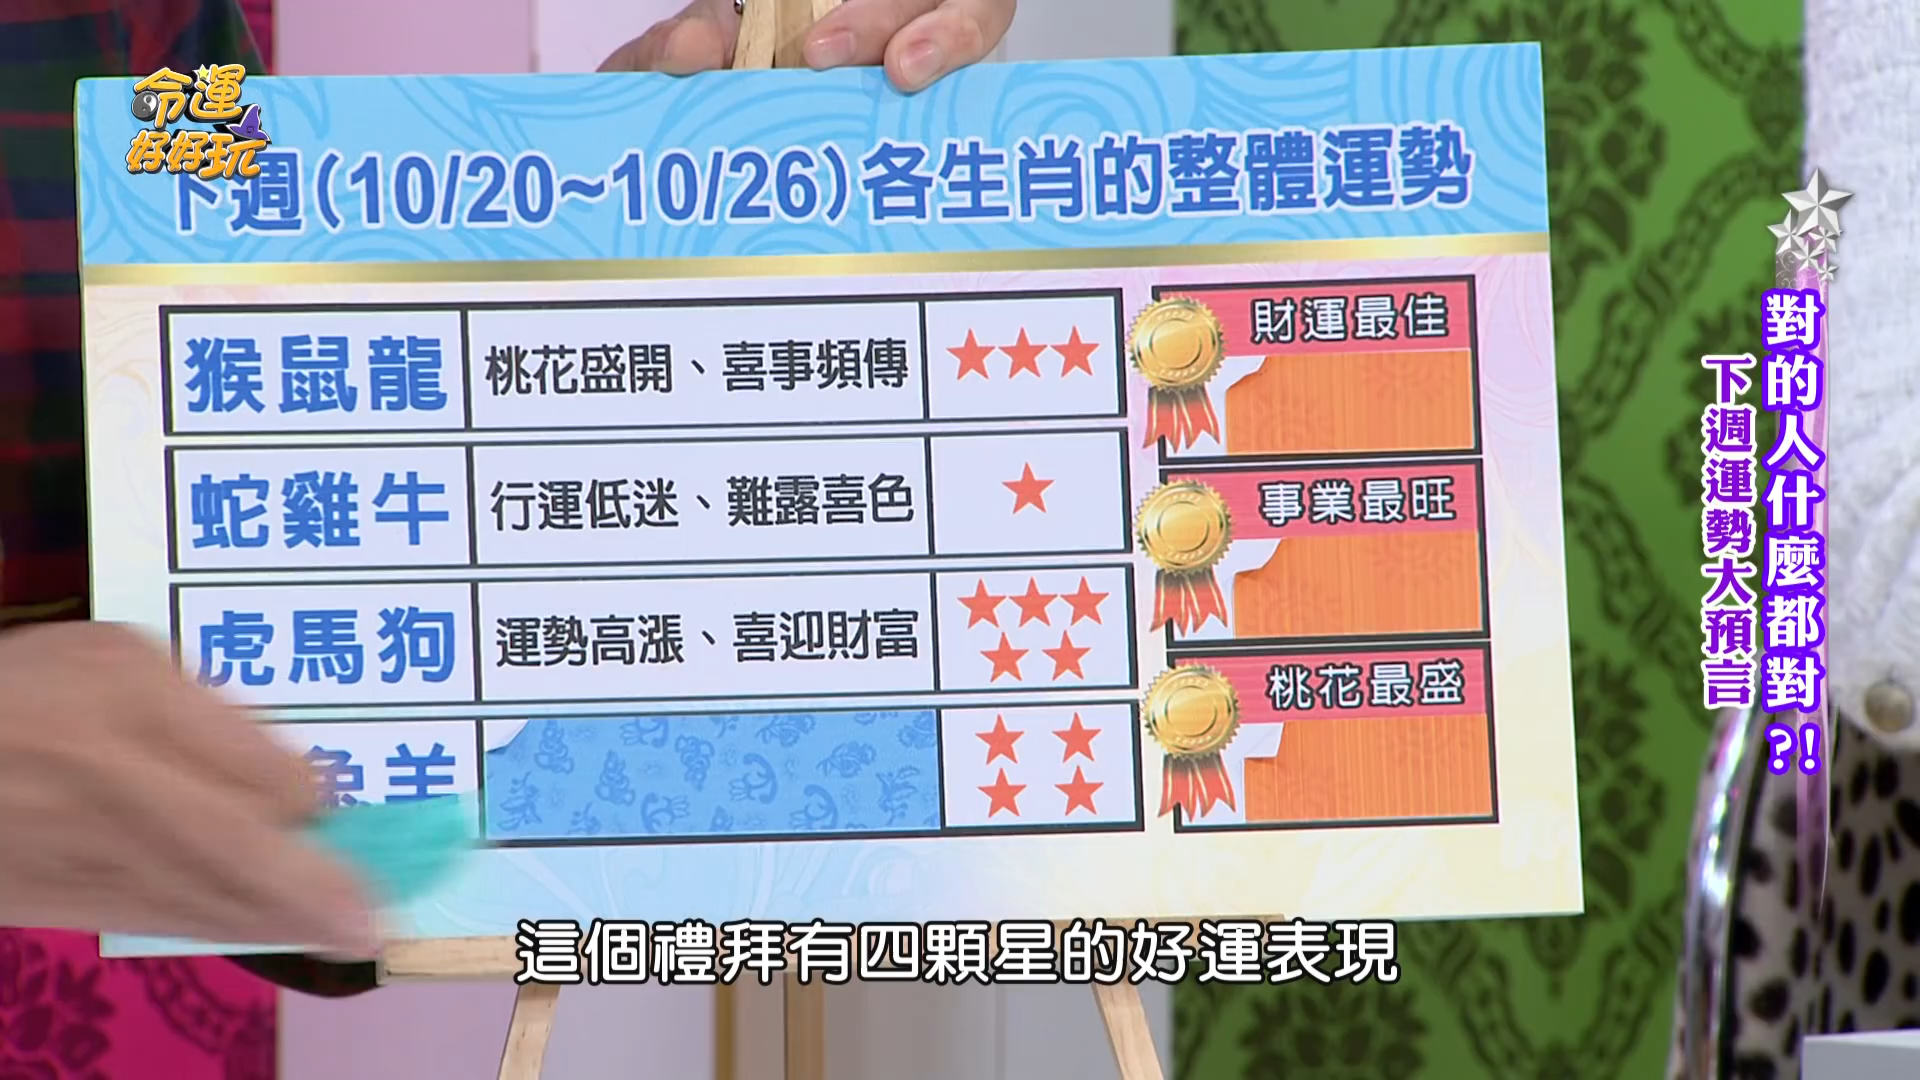 命運
好好玩
下週(10/20~10/26)各生肖的整體運勢
猴鼠龍 桃花盛開、喜事頻傳
蛇雞牛 行運低迷、難露喜色
虎馬狗 運勢高漲、喜迎財富
兔羊
財運最佳
事業最旺
桃花最盛
對的人什麼都對?!
下週運勢大預言
這個禮拜有四顆星的好運表現